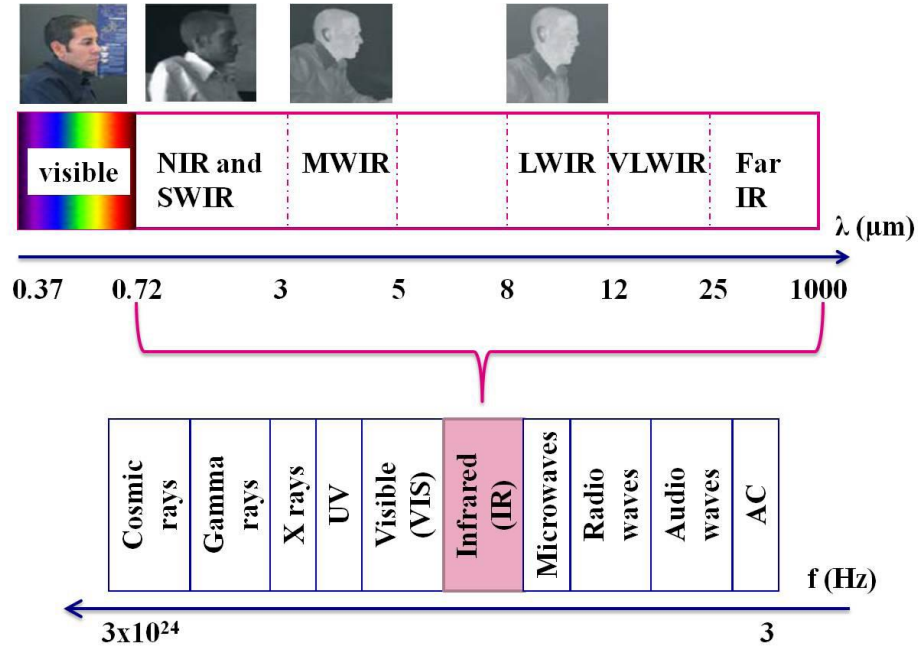 visible
NIR and
SWIR
MWIR
LWIR
VLWIR
Far
IR
λ (μm)
0.37
0.72
3
5
8
12
25
1000
Cosmic
rays
Gamma
rays
X rays
UV
Visible
(VIS)
Infrared
(IR)
Microwaves
Radio
waves
Audio
waves
AC
f (Hz)
3x10²⁴
3